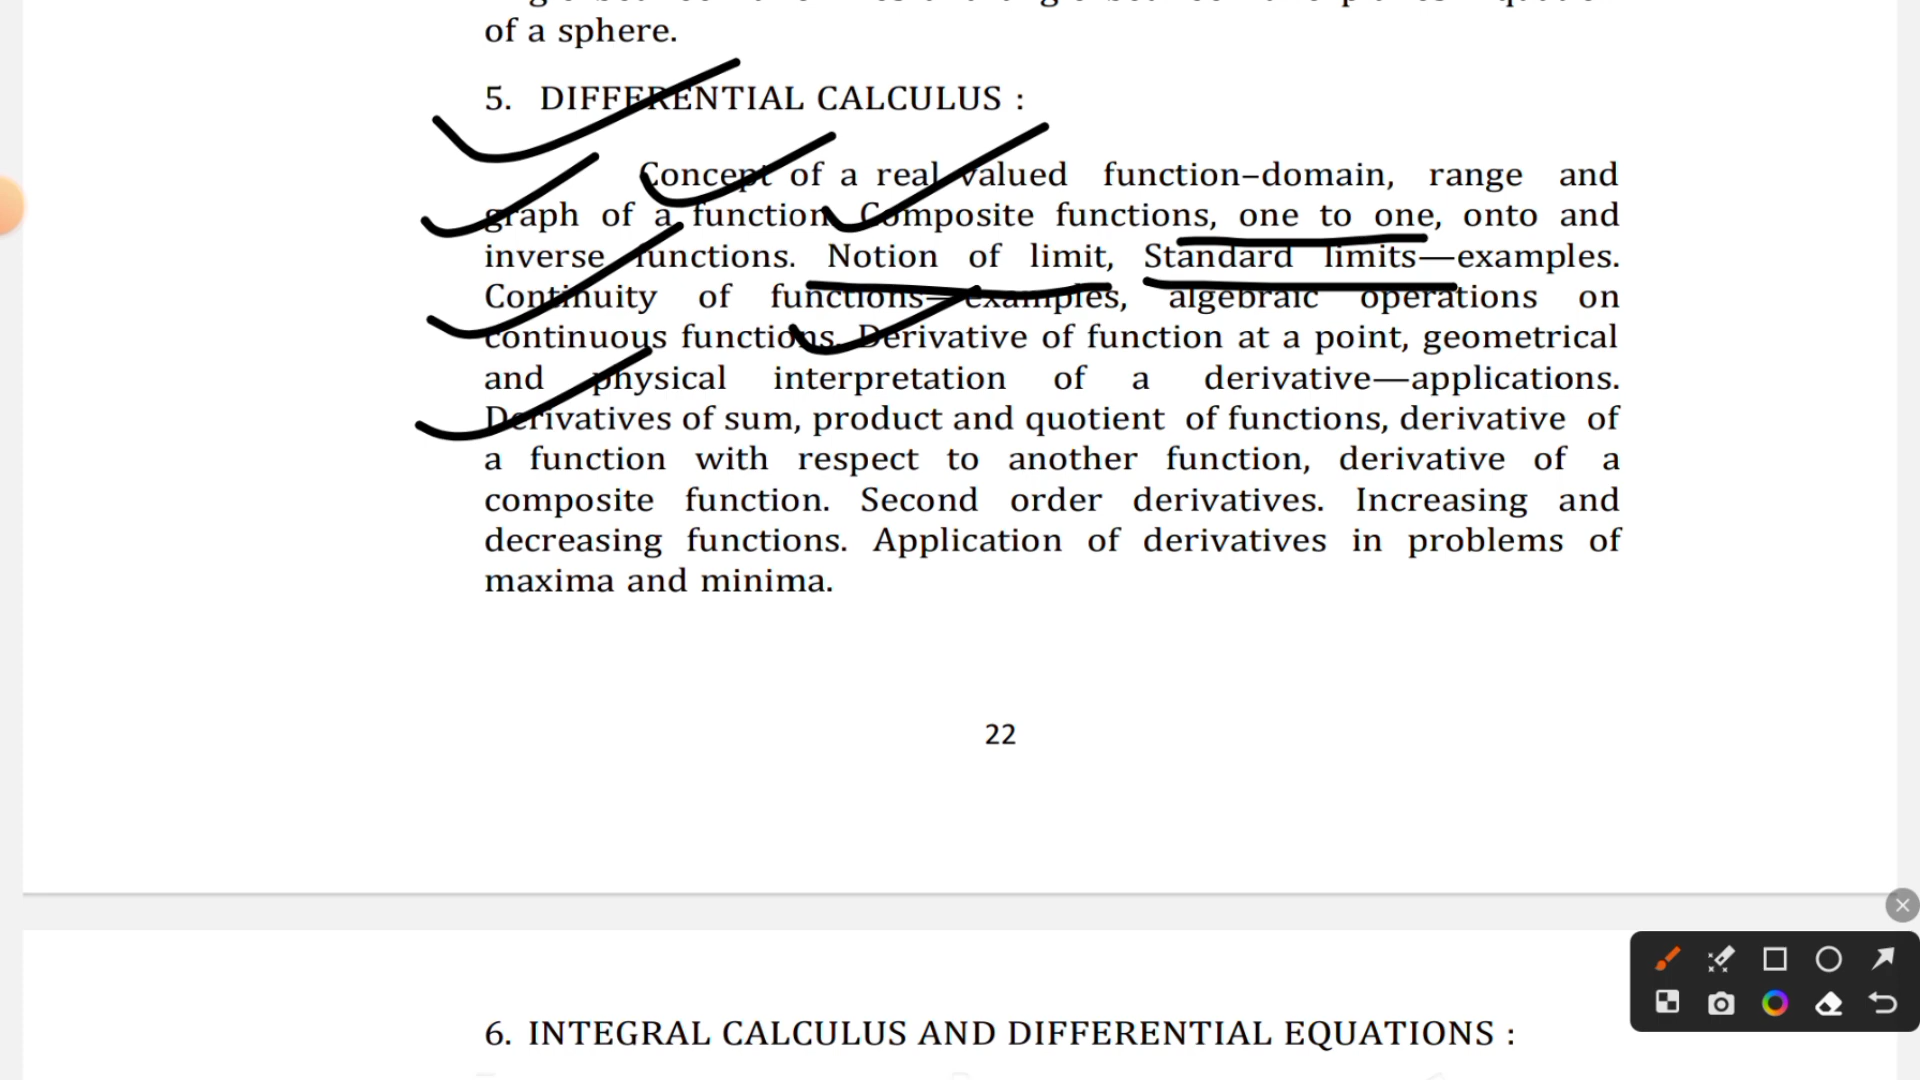 of a sphere.
5. DIFFERENTIAL CALCULUS :
Concept of a real valued function–domain, range and
graph of a function. Composite functions, one to one, onto and
inverse functions. Notion of limit, Standard limits—examples.
Continuity of functions—examples, algebraic operations on
continuous functions. Derivative of function at a point, geometrical
and physical interpretation of a derivative—applications.
Derivatives of sum, product and quotient of functions, derivative of
a function with respect to another function, derivative of a
composite function. Second order derivatives. Increasing and
decreasing functions. Application of derivatives in problems of
maxima and minima.
22
6. INTEGRAL CALCULUS AND DIFFERENTIAL EQUATIONS :